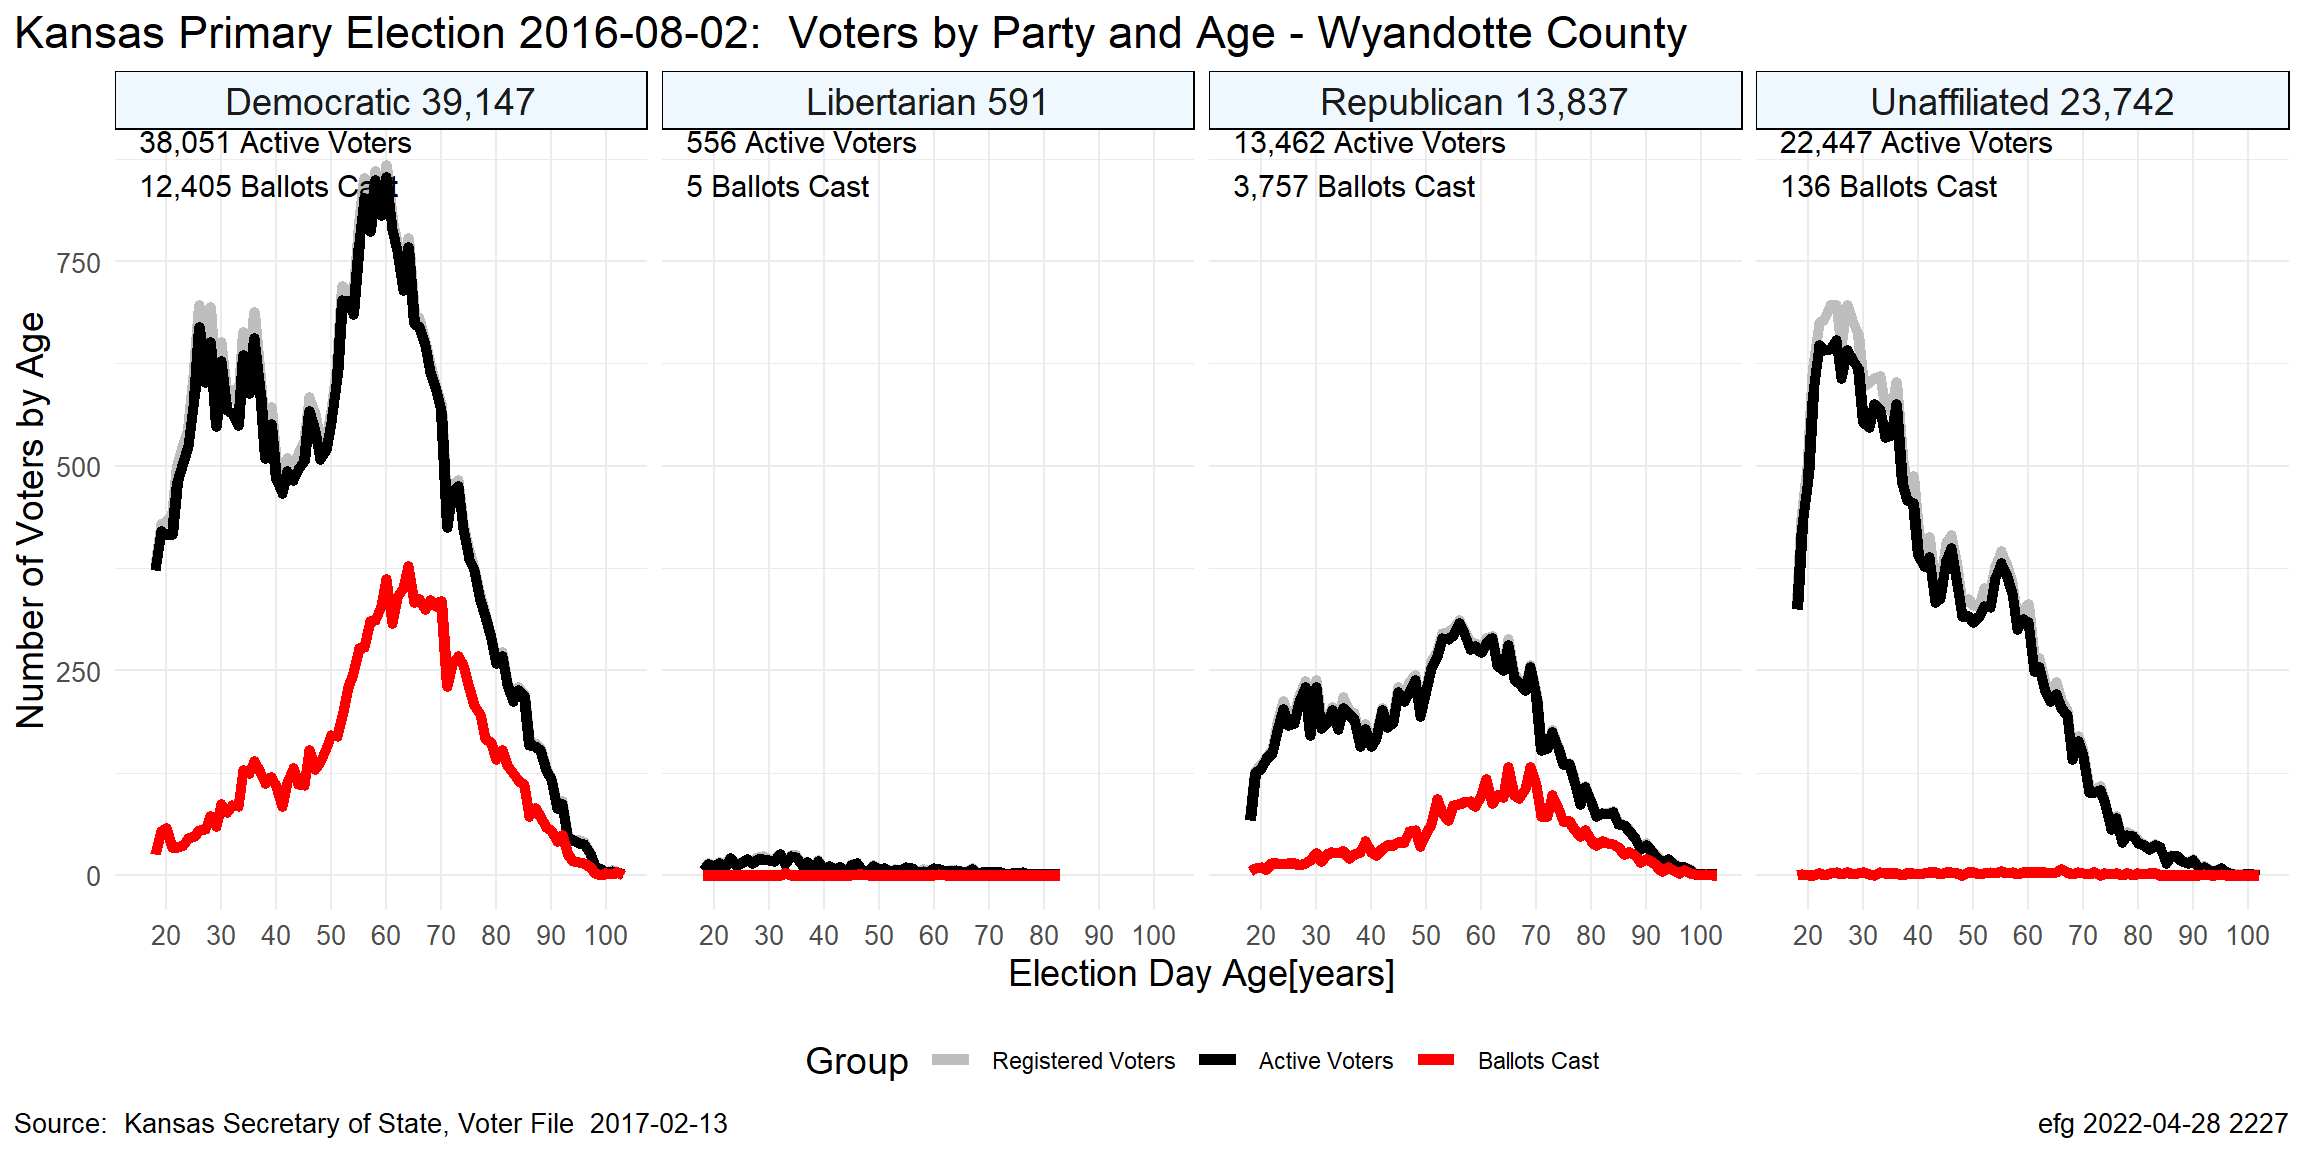 Kansas Primary Election 2016-08-02:  Voters by Party and Age - Wyandotte County
Democratic 39,147
Libertarian 591
Republican 13,837
Unaffiliated 23,742
38,051 Active Voters
12,405 Ballots Cast
556 Active Voters
5 Ballots Cast
13,462 Active Voters
3,757 Ballots Cast
22,447 Active Voters
136 Ballots Cast
Number of Voters by Age
750
500
250
0
20 30 40 50 60 70 80 90 100
20 30 40 50 60 70 80 90 100
20 30 40 50 60 70 80 90 100
20 30 40 50 60 70 80 90 100
Election Day Age[years]
Group Registered Voters Active Voters Ballots Cast
Source:  Kansas Secretary of State, Voter File  2017-02-13
efg 2022-04-28 2227